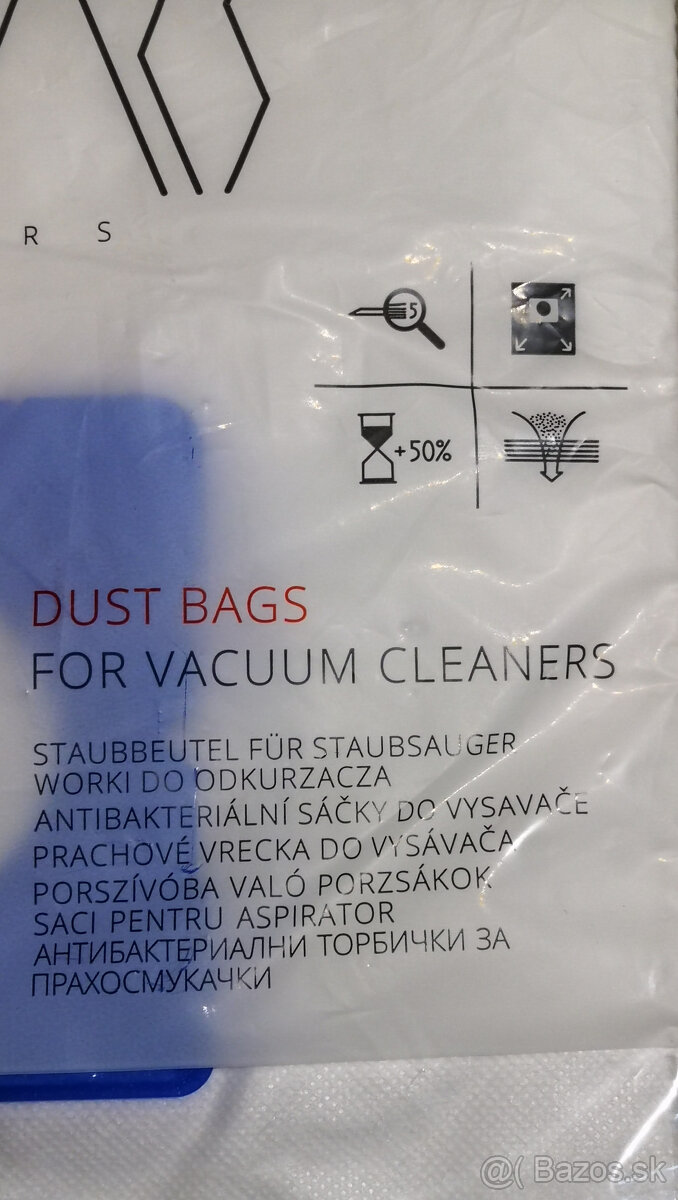 R S
5
+50%
DUST BAGS
FOR VACUUM CLEANERS
STAUBBEUTEL FÜR STAUBSAUGER
WORKI DO ODKURZACZA
ANTIBAKTERIÁLNÍ SÁČKY DO VYSAVAČE
PRACHOVÉ VRECKA DO VYSÁVAČA
PORSZÍVÓBA VALÓ PORZSÁKOK
SACI PENTRU ASPIRATOR
АНТИБАКТЕРИАЛНИ ТОРБИЧКИ ЗА
ПРАХОСМУКАЧКИ
@( Bazos.sk